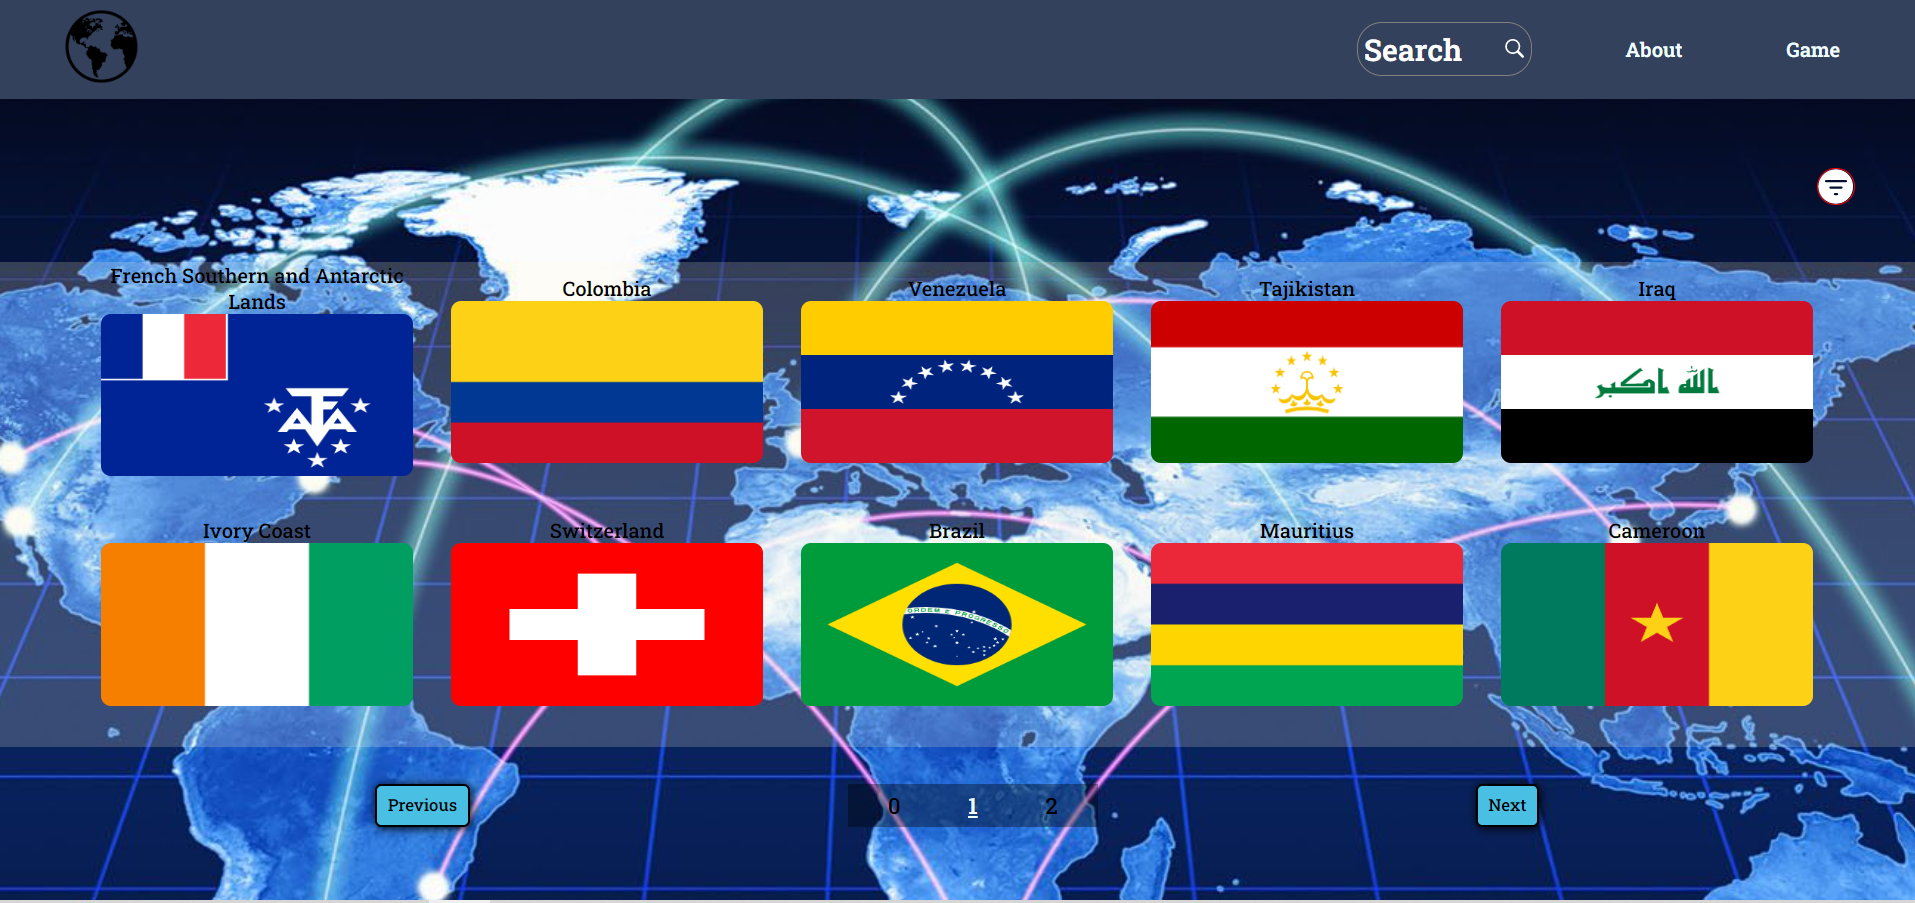 Search
About
Game
French Southern and Antarctic
Lands
Colombia
Venezuela
Tajikistan
Iraq
TAAF
الله اكبر
Ivory Coast
Switzerland
Brazil
Mauritius
Cameroon
ORDEM E PROGRESSO
Previous
0
1
2
Next